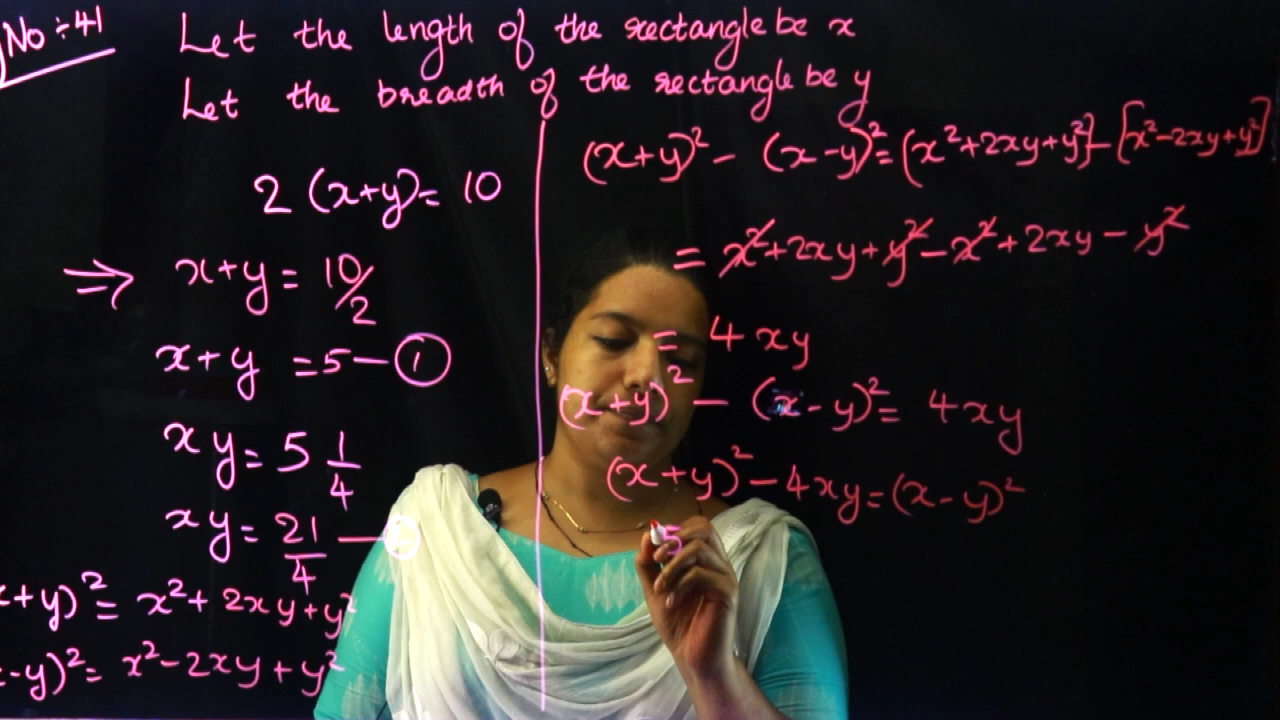 No ÷ 41
Let the length of the rectangle be x
Let the breadth of the rectangle be y
2 (x+y) = 10
⇒ x+y = 10/2
x+y = 5 — ①
xy = 5 1/4
xy = 21/4 —
x+y)² = x² + 2xy + y²
x-y)² = x² - 2xy + y²
(x+y)² - (x-y)² = [x²+2xy+y²] - [x²-2xy+y²]
= x² + 2xy + y² - x² + 2xy - y²
= 4xy
(x+y)² - (x-y)² = 4xy
(x+y)² - 4xy = (x-y)²
5